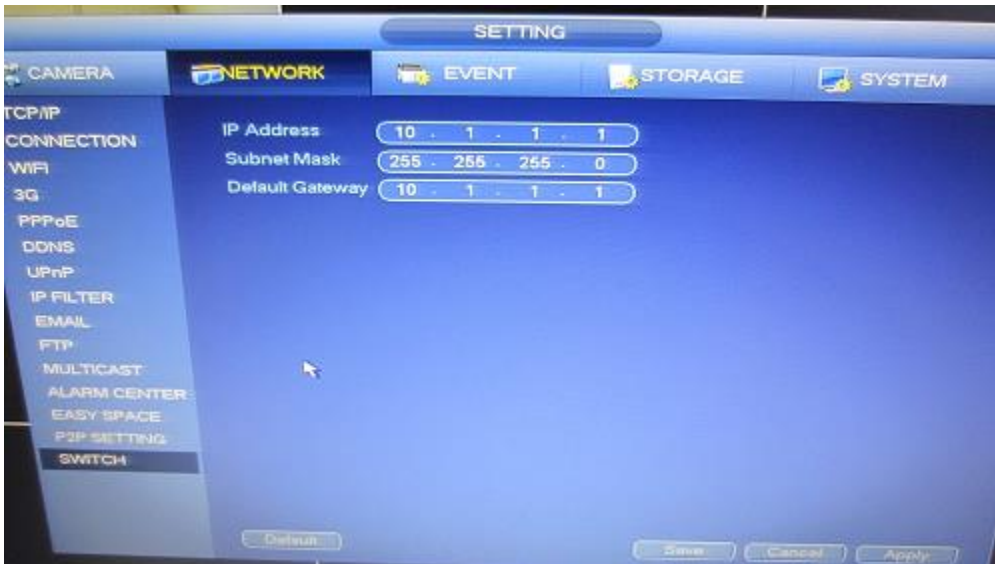 SETTING
CAMERA NETWORK EVENT STORAGE SYSTEM
TCP/IP
CONNECTION
WIFI
3G
PPPoE
DDNS
UPnP
IP FILTER
EMAIL
FTP
MULTICAST
ALARM CENTER
EASY SPACE
P2P SETTING
SWITCH
IP Address 10 . 1 . 1 . 1
Subnet Mask 255 . 255 . 255 . 0
Default Gateway 10 . 1 . 1 . 1
Default Save Cancel Apply